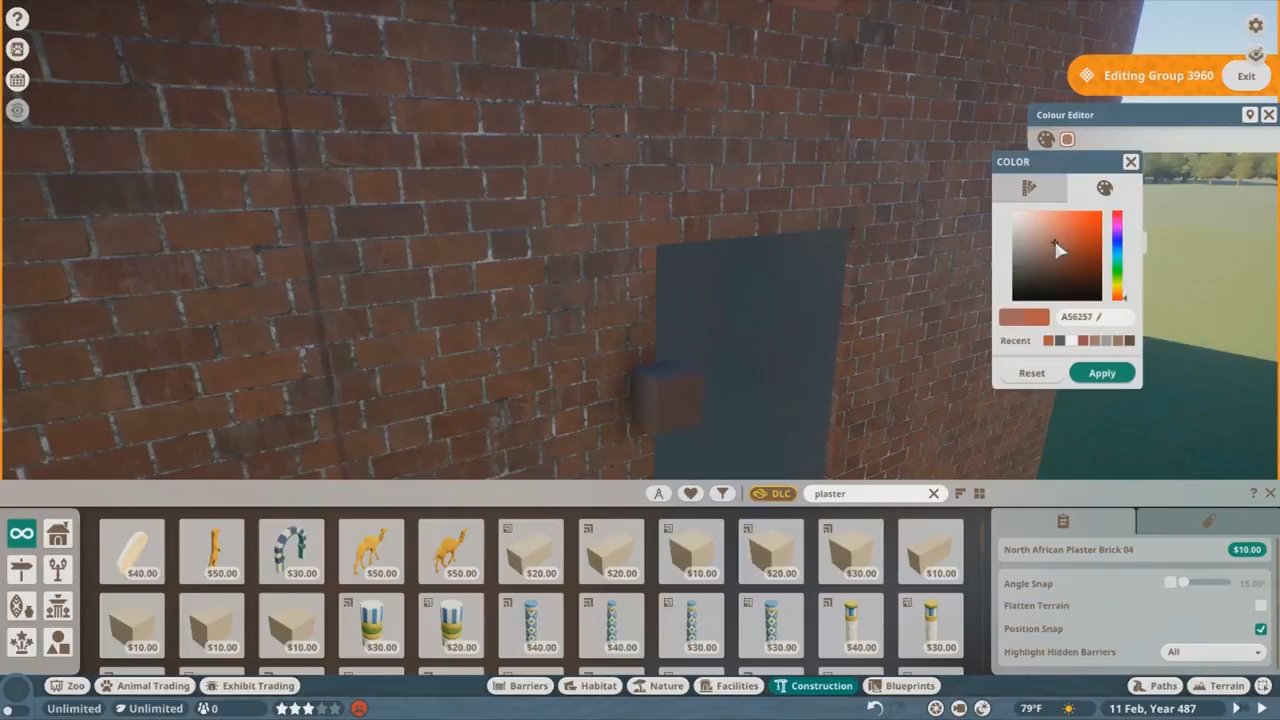 Editing Group 3960
Exit
Colour Editor
COLOR
A56257 /
Recent
Reset
Apply
DLC
plaster
$40.00
$50.00
$30.00
$50.00
$50.00
$20.00
$20.00
$10.00
$20.00
$30.00
$10.00
$10.00
$10.00
$10.00
$30.00
$20.00
$40.00
$40.00
$30.00
$30.00
$40.00
$30.00
North African Plaster Brick 04
$10.00
Angle Snap
15.00°
Flatten Terrain
Position Snap
Highlight Hidden Barriers
All
Zoo
Animal Trading
Exhibit Trading
Barriers
Habitat
Nature
Facilities
Construction
Blueprints
Paths
Terrain
Unlimited
Unlimited
0
79°F
11 Feb, Year 487